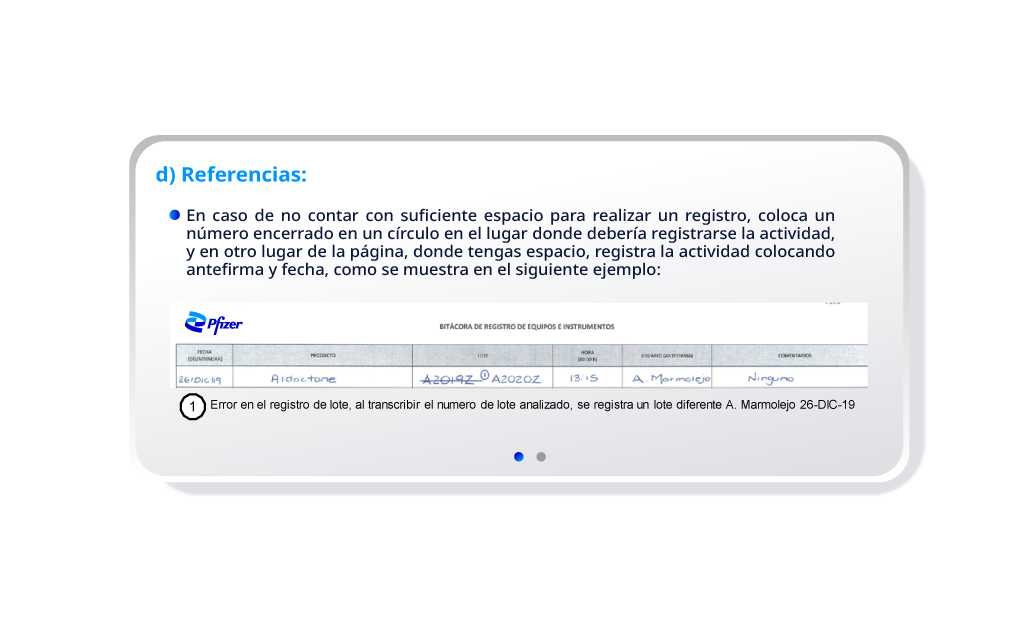 d) Referencias:
En caso de no contar con suficiente espacio para realizar un registro, coloca un
número encerrado en un círculo en el lugar donde debería registrarse la actividad,
y en otro lugar de la página, donde tengas espacio, registra la actividad colocando
antefirma y fecha, como se muestra en el siguiente ejemplo:
Pfizer
BITÁCORA DE REGISTRO DE EQUIPOS E INSTRUMENTOS
FECHA PRODUCTO LOTE HORA USUARIO (ANTEFIRMA) COMENTARIOS
(DD/MMM/AA) (00:00 h)
26/Dic/19 Aldactone A2019Z 1 A2020Z 13:15 A. Marmolejo Ninguno
1 Error en el registro de lote, al transcribir el numero de lote analizado, se registra un lote diferente A. Marmolejo 26-DIC-19